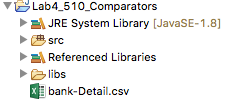 Lab4_510_Comparators
JRE System Library [JavaSE-1.8]
src
Referenced Libraries
libs
bank-Detail.csv